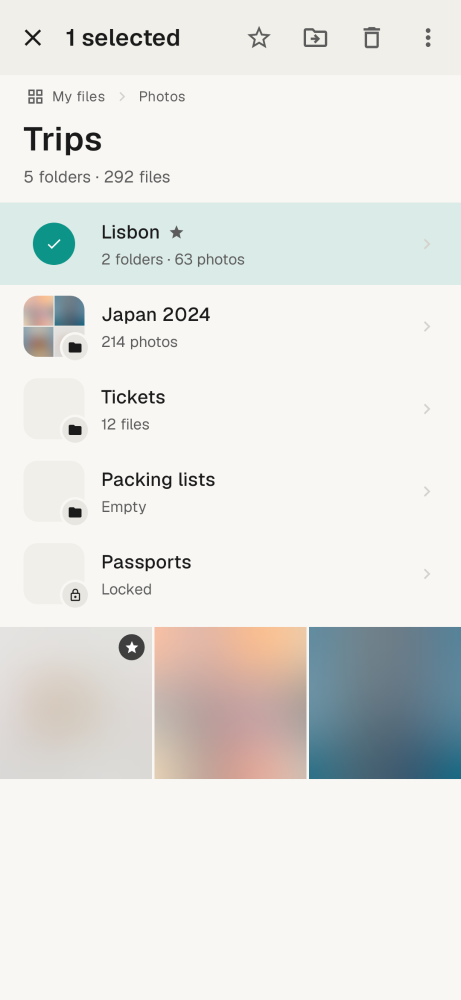 1 selected
My files
Photos
Trips
5 folders · 292 files
Lisbon
2 folders · 63 photos
Japan 2024
214 photos
Tickets
12 files
Packing lists
Empty
Passports
Locked